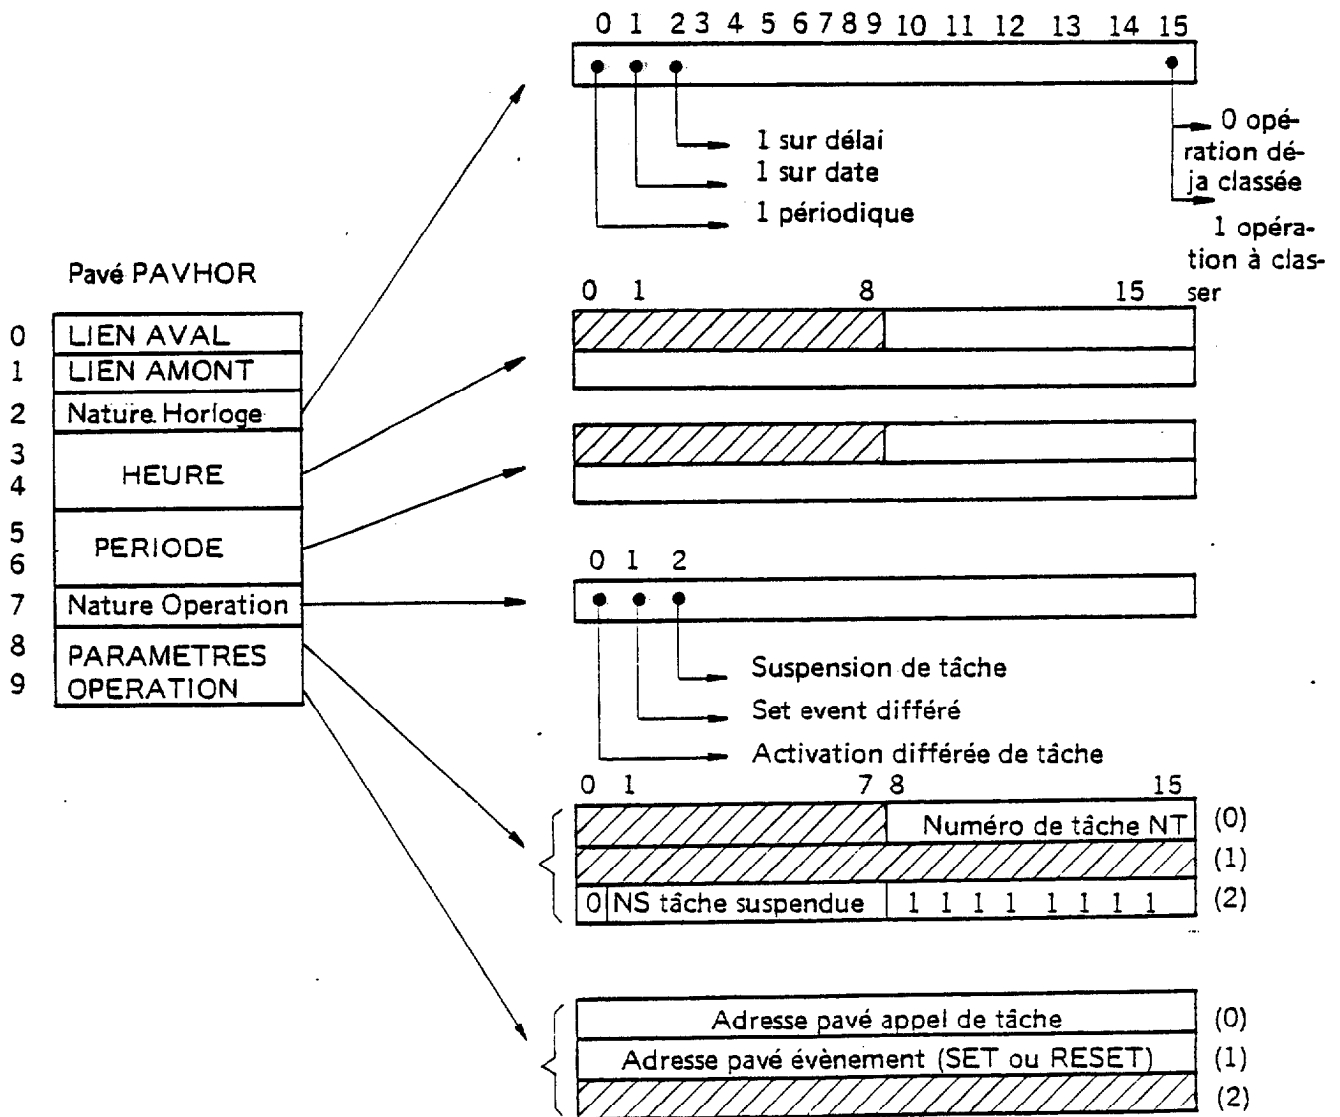 0 1 2 3 4 5 6 7 8 9 10 11 12 13 14 15
1 sur délai
1 sur date
1 périodique
0 opé-
ration dé-
ja classée
1 opéra-
tion à clas-
ser
Pavé PAVHOR
0 LIEN AVAL
1 LIEN AMONT
2 Nature Horloge
3
4
HEURE
5
6
PERIODE
7 Nature Operation
8 PARAMETRES
9 OPERATION
0 1 8 15
0 1 2
Suspension de tâche
Set event différé
Activation différée de tâche
0 1 7 8 15
Numéro de tâche NT (0)
(1)
0 NS tâche suspendue 1 1 1 1 1 1 1 1 (2)
Adresse pavé appel de tâche (0)
Adresse pavé évènement (SET ou RESET) (1)
(2)